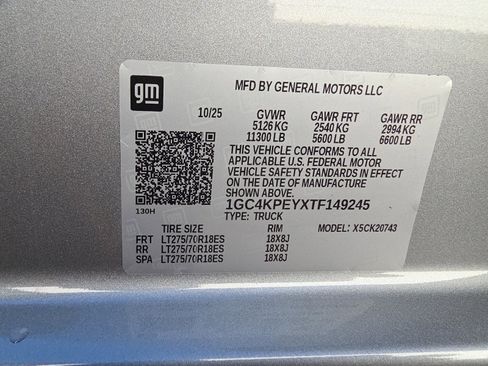 gm
MFD BY GENERAL MOTORS LLC
10/25 GVWR GAWR FRT GAWR RR
5126 KG 2540 KG 2994 KG
11300 LB 5600 LB 6600 LB
THIS VEHICLE CONFORMS TO ALL
APPLICABLE U.S. FEDERAL MOTOR
VEHICLE SAFETY STANDARDS IN EFFECT
ON THE DATE OF MANUFACTURE
SHOWN ABOVE.
1GC4KPEYXTF149245
130H
TYPE: TRUCK MODEL: X5CK20743
TIRE SIZE RIM
FRT LT275/70R18ES 18X8J
RR LT275/70R18ES 18X8J
SPA LT275/70R18ES 18X8J